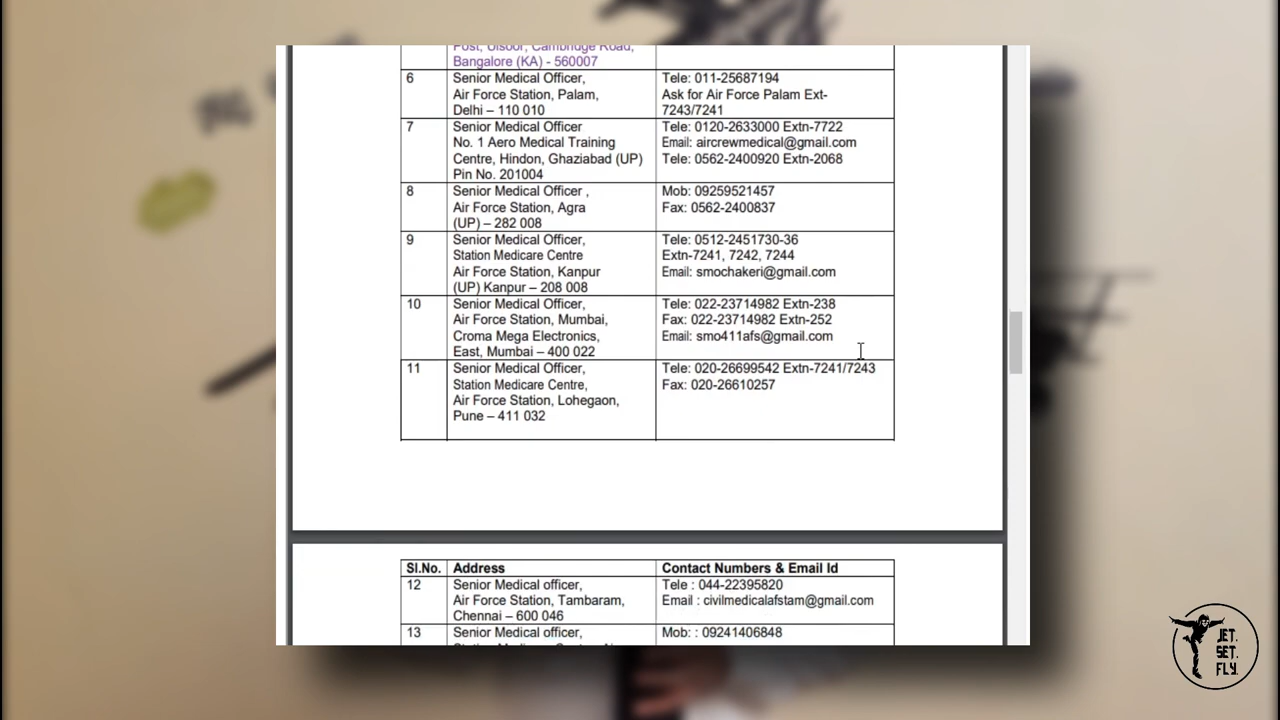 Post, Ulsoor, Cambridge Road,
Bangalore (KA) - 560007
6 Senior Medical Officer, Tele: 011-25687194
Air Force Station, Palam, Ask for Air Force Palam Ext-
Delhi – 110 010 7243/7241
7 Senior Medical Officer Tele: 0120-2633000 Extn-7722
No. 1 Aero Medical Training Email: aircrewmedical@gmail.com
Centre, Hindon, Ghaziabad (UP) Tele: 0562-2400920 Extn-2068
Pin No. 201004
8 Senior Medical Officer , Mob: 09259521457
Air Force Station, Agra Fax: 0562-2400837
(UP) – 282 008
9 Senior Medical Officer, Tele: 0512-2451730-36
Station Medicare Centre Extn-7241, 7242, 7244
Air Force Station, Kanpur Email: smochakeri@gmail.com
(UP) Kanpur – 208 008
10 Senior Medical Officer, Tele: 022-23714982 Extn-238
Air Force Station, Mumbai, Fax: 022-23714982 Extn-252
Croma Mega Electronics, Email: smo411afs@gmail.com
East, Mumbai – 400 022
11 Senior Medical Officer, Tele: 020-26699542 Extn-7241/7243
Station Medicare Centre, Fax: 020-26610257
Air Force Station, Lohegaon,
Pune – 411 032
Sl.No. Address Contact Numbers & Email Id
12 Senior Medical officer, Tele : 044-22395820
Air Force Station, Tambaram, Email : civilmedicalafstam@gmail.com
Chennai – 600 046
13 Senior Medical officer, Mob: : 09241406848
JET.
SET.
FLY.